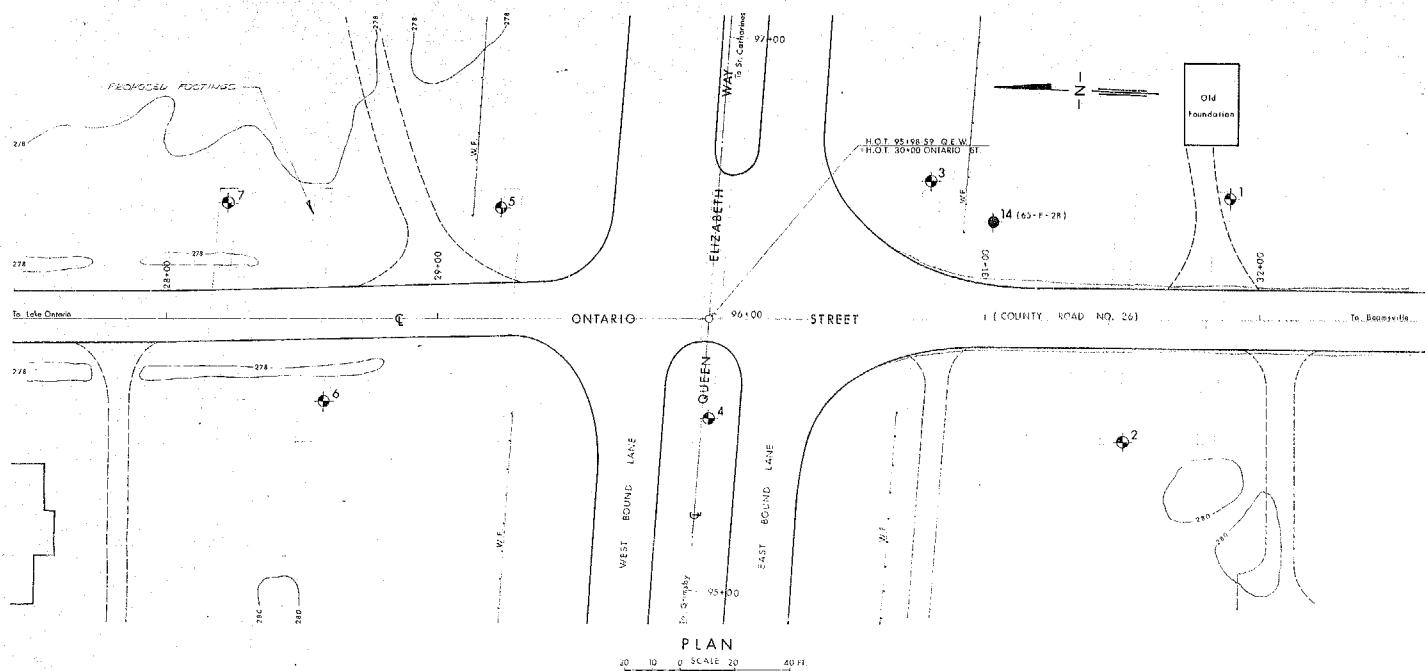 278
278
278
PROPOSED FOOTINGS
278
W.F.
7
5
278
278
28+00
29+00
97+00
To St. Catharines
WAY
ELIZABETH
QUEEN
H.O.T. 95+98.59 Q.E.W.
H.O.T. 30+00 ONTARIO ST.
N
Old
Foundation
3
W.F.
14 (65-F-28)
1
31+00
32+00
To Lake Ontario
℄
ONTARIO
96+00
STREET
(COUNTY ROAD NO. 26)
To Beamsville
278
278
6
4
2
W.F.
WEST BOUND LANE
℄
EAST BOUND LANE
W.F.
280
280
280
280
To Grimsby
95+00
PLAN
20 10 0 SCALE 20 40 FT.